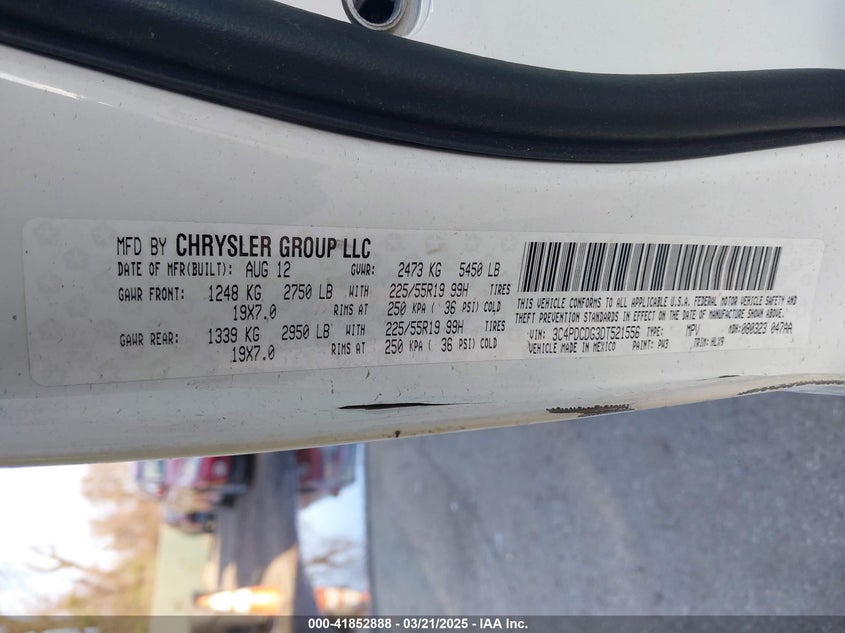 MFD BY CHRYSLER GROUP LLC
DATE OF MFR(BUILT): AUG 12 GVWR: 2473 KG 5450 LB
GAWR FRONT: 1248 KG 2750 LB WITH 225/55R19 99H TIRES
19X7.0 RIMS AT 250 KPA ( 36 PSI) COLD
GAWR REAR: 1339 KG 2950 LB WITH 225/55R19 99H TIRES
19X7.0 RIMS AT 250 KPA ( 36 PSI) COLD
THIS VEHICLE CONFORMS TO ALL APPLICABLE U.S.A. FEDERAL MOTOR VEHICLE SAFETY AND
THEFT PREVENTION STANDARDS IN EFFECT ON THE DATE OF MANUFACTURE SHOWN ABOVE.
VIN: 3C4PDCDG3DT521556 TYPE: MPV MDH: 080323 047AA
VEHICLE MADE IN MEXICO PAINT: PW3 TRIM: HLX9
000-41852888 - 03/21/2025 - IAA Inc.